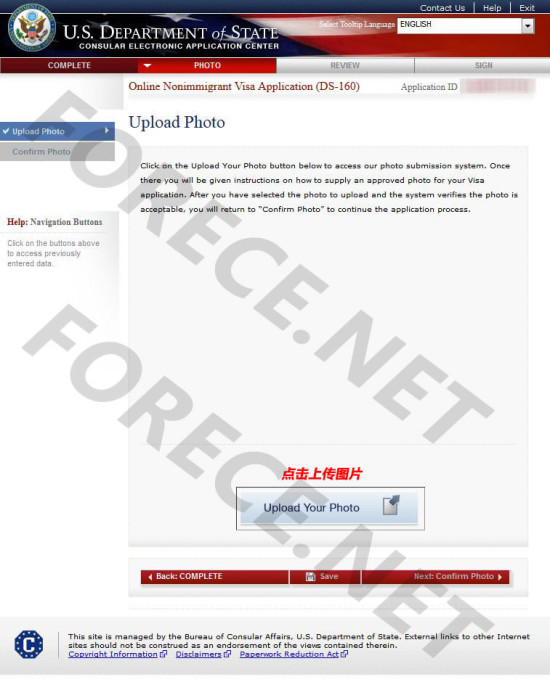 Contact Us | Help | Exit
Select Tooltip Language ENGLISH
U.S. DEPARTMENT of STATE
CONSULAR ELECTRONIC APPLICATION CENTER
COMPLETE PHOTO REVIEW SIGN
Online Nonimmigrant Visa Application (DS-160) Application ID
Upload Photo
Upload Photo
Confirm Photo
Click on the Upload Your Photo button below to access our photo submission system. Once
there you will be given instructions on how to supply an approved photo for your Visa
application. After you have selected the photo to upload and the system verifies the photo is
acceptable, you will return to "Confirm Photo" to continue the application process.
Help: Navigation Buttons
Click on the buttons above
to access previously
entered data.
FORECE.NET
FORECE.NET
点击上传图片
Upload Your Photo
Back: COMPLETE Save Next: Confirm Photo
This site is managed by the Bureau of Consular Affairs, U.S. Department of State. External links to other Internet
sites should not be construed as an endorsement of the views contained therein.
Copyright Information Disclaimers Paperwork Reduction Act